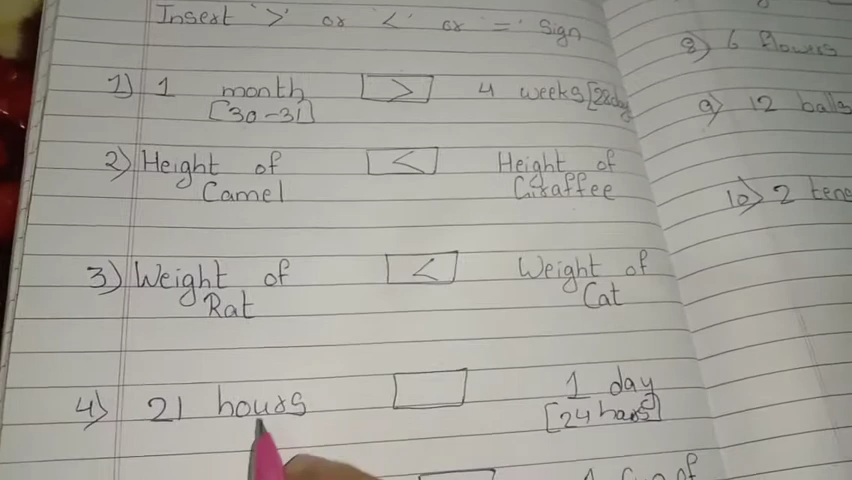 Insert '>' or '<' or '=' Sign
1) 1 month > 4 weeks [28day
[30-31]
2) Height of < Height of
Camel Giraffee
3) Weight of < Weight of
Rat Cat
4) 21 hours 1 day
[24 hours]
8) 6 flowers
9) 12 balls
10) 2 tens